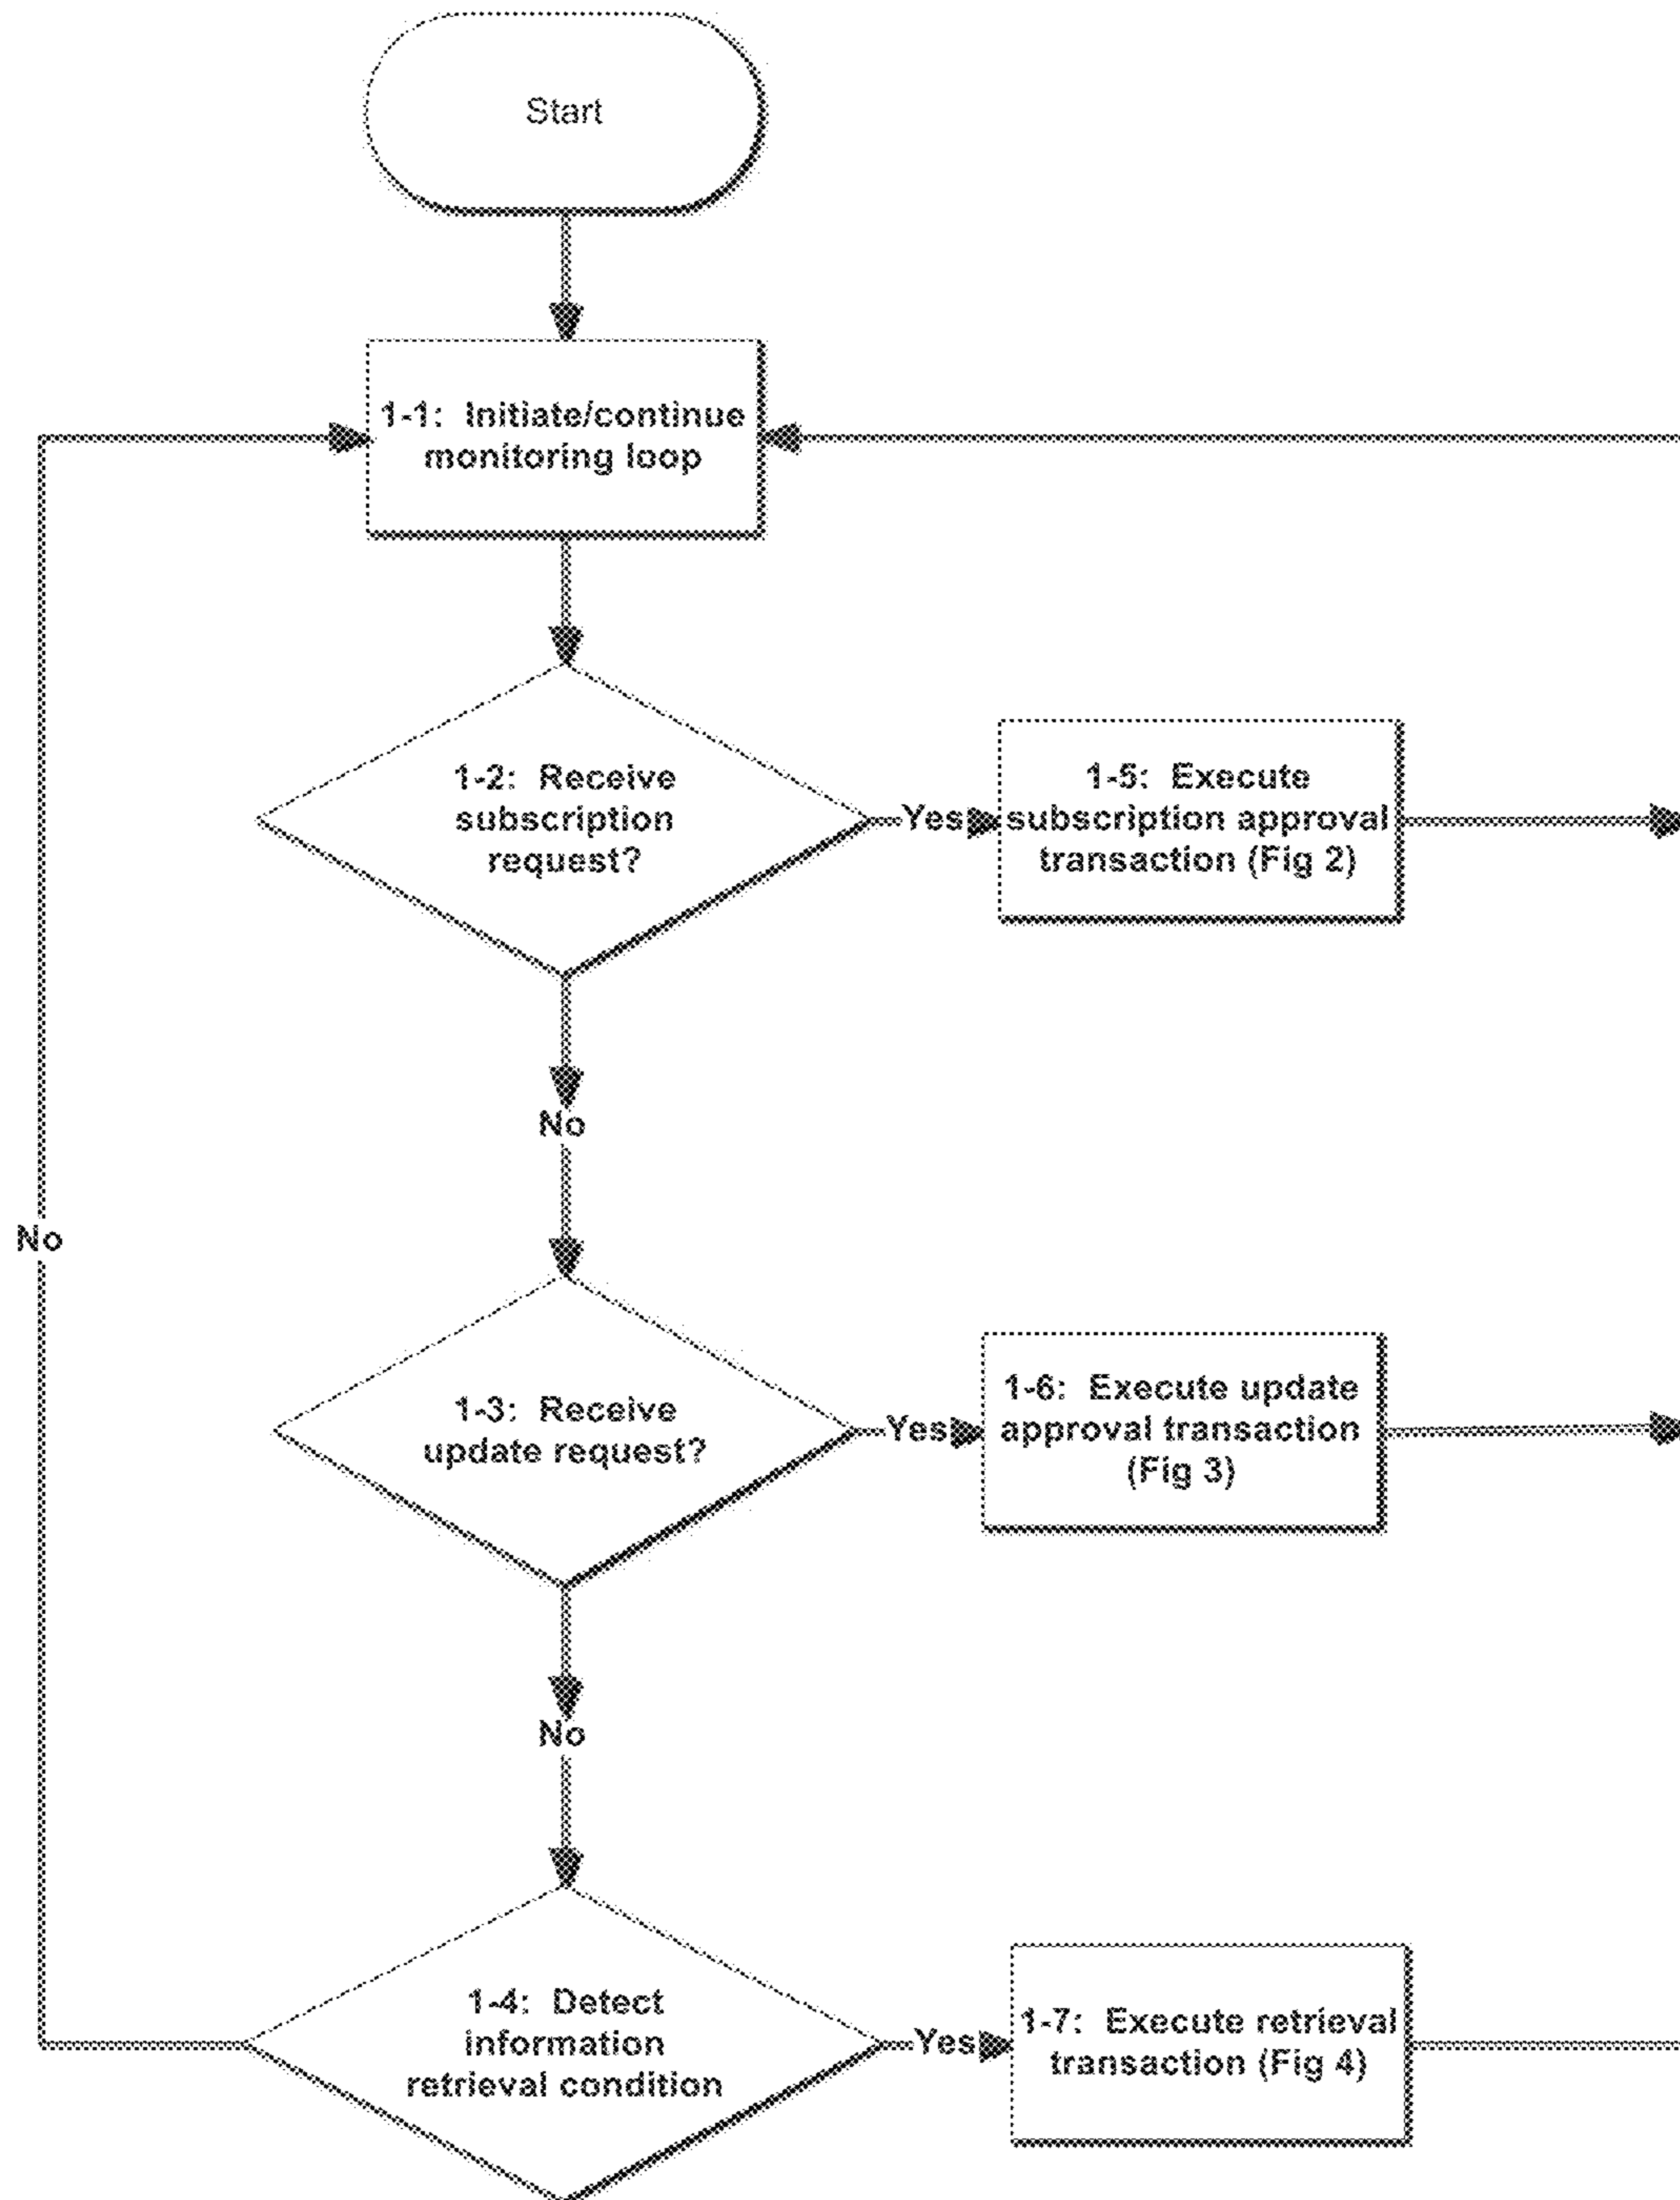 Start
1-1: Initiate/continue
monitoring loop
1-2: Receive
subscription
request?
Yes
1-5: Execute
subscription approval
transaction (Fig 2)
No
No
1-3: Receive
update request?
Yes
1-6: Execute update
approval transaction
(Fig 3)
No
1-4: Detect
information
retrieval condition
Yes
1-7: Execute retrieval
transaction (Fig 4)